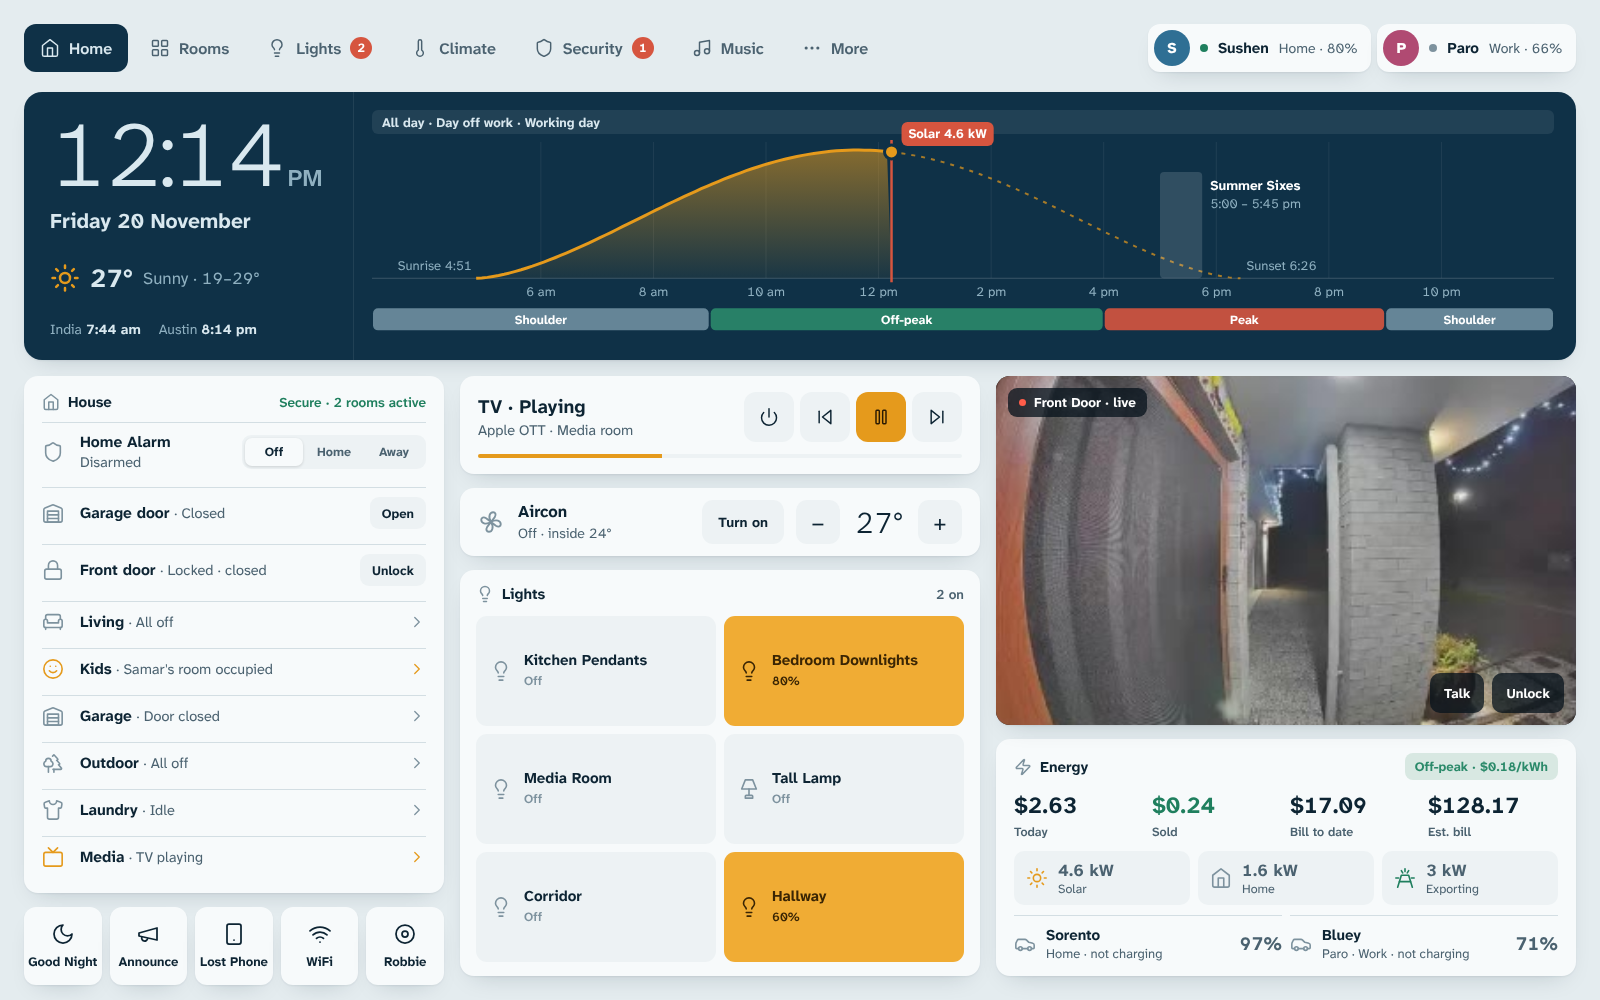 Home
Rooms
Lights 2
Climate
Security 1
Music
More
S Sushen Home · 80%
P Paro Work · 66%
12:14 PM
Friday 20 November
27° Sunny · 19–29°
India 7:44 am Austin 8:14 pm
All day · Day off work · Working day
Solar 4.6 kW
Summer Sixes
5:00 – 5:45 pm
Sunrise 4:51
Sunset 6:26
6 am 8 am 10 am 12 pm 2 pm 4 pm 6 pm 8 pm 10 pm
Shoulder Off-peak Peak Shoulder
House Secure · 2 rooms active
Home Alarm
Disarmed
Off Home Away
Garage door · Closed Open
Front door · Locked · closed Unlock
Living · All off
Kids · Samar's room occupied
Garage · Door closed
Outdoor · All off
Laundry · Idle
Media · TV playing
Good Night
Announce
Lost Phone
WiFi
Robbie
TV · Playing
Apple OTT · Media room
Aircon
Off · inside 24°
Turn on − 27° +
Lights 2 on
Kitchen Pendants
Off
Bedroom Downlights
80%
Media Room
Off
Tall Lamp
Off
Corridor
Off
Hallway
60%
Front Door · live
Talk Unlock
Energy Off-peak · $0.18/kWh
$2.63 $0.24 $17.09 $128.17
Today Sold Bill to date Est. bill
4.6 kW
Solar
1.6 kW
Home
3 kW
Exporting
Sorento
Home · not charging
97%
Bluey
Paro · Work · not charging
71%